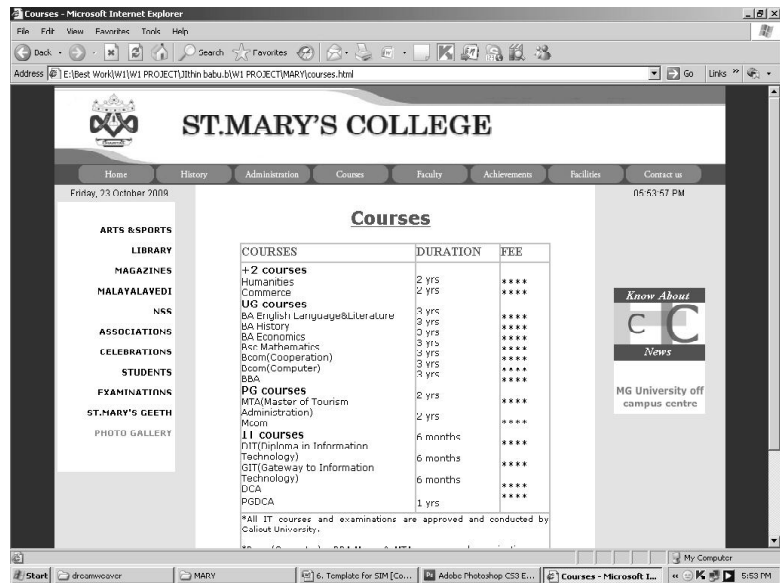 Courses - Microsoft Internet Explorer
File Edit View Favorites Tools Help
Back Search Favorites
Address E:\Best Work\W1\W1 PROJECT\JIthin babu.b\W1 PROJECT\MARY\courses.html Go Links »
ST.MARY'S COLLEGE
Home History Administration Courses Faculty Achievements Facilities Contact us
Friday, 23 October 2009 05:53:57 PM
ARTS &SPORTS
LIBRARY
MAGAZINES
MALAYALAVEDI
NSS
ASSOCIATIONS
CELEBRATIONS
STUDENTS
EXAMINATIONS
ST.MARY'S GEETH
PHOTO GALLERY
Courses
COURSES DURATION FEE
+2 courses
Humanities 2 yrs ****
Commerce 2 yrs ****
UG courses
BA English Language&Literature 3 yrs ****
BA History 3 yrs ****
BA Economics 3 yrs ****
Bsc Mathematics 3 yrs ****
Bcom(Cooperation) 3 yrs ****
Bcom(Computer) 3 yrs ****
BBA 3 yrs ****
PG courses
MTA(Master of Tourism 2 yrs ****
Administration)
Mcom 2 yrs ****
IT courses
DIT(Diploma in Information 6 months ****
Technology)
GIT(Gateway to Information 6 months ****
Technology)
DCA 6 months ****
PGDCA 1 yrs ****
*All IT courses and examinations are approved and conducted by
Calicut University.
Know About
C C
News
MG University off
campus centre
My Computer
Start dreamweaver MARY 6. Template for SIM [Co... Adobe Photoshop CS3 E... Courses - Microsoft I... « 5:53 PM